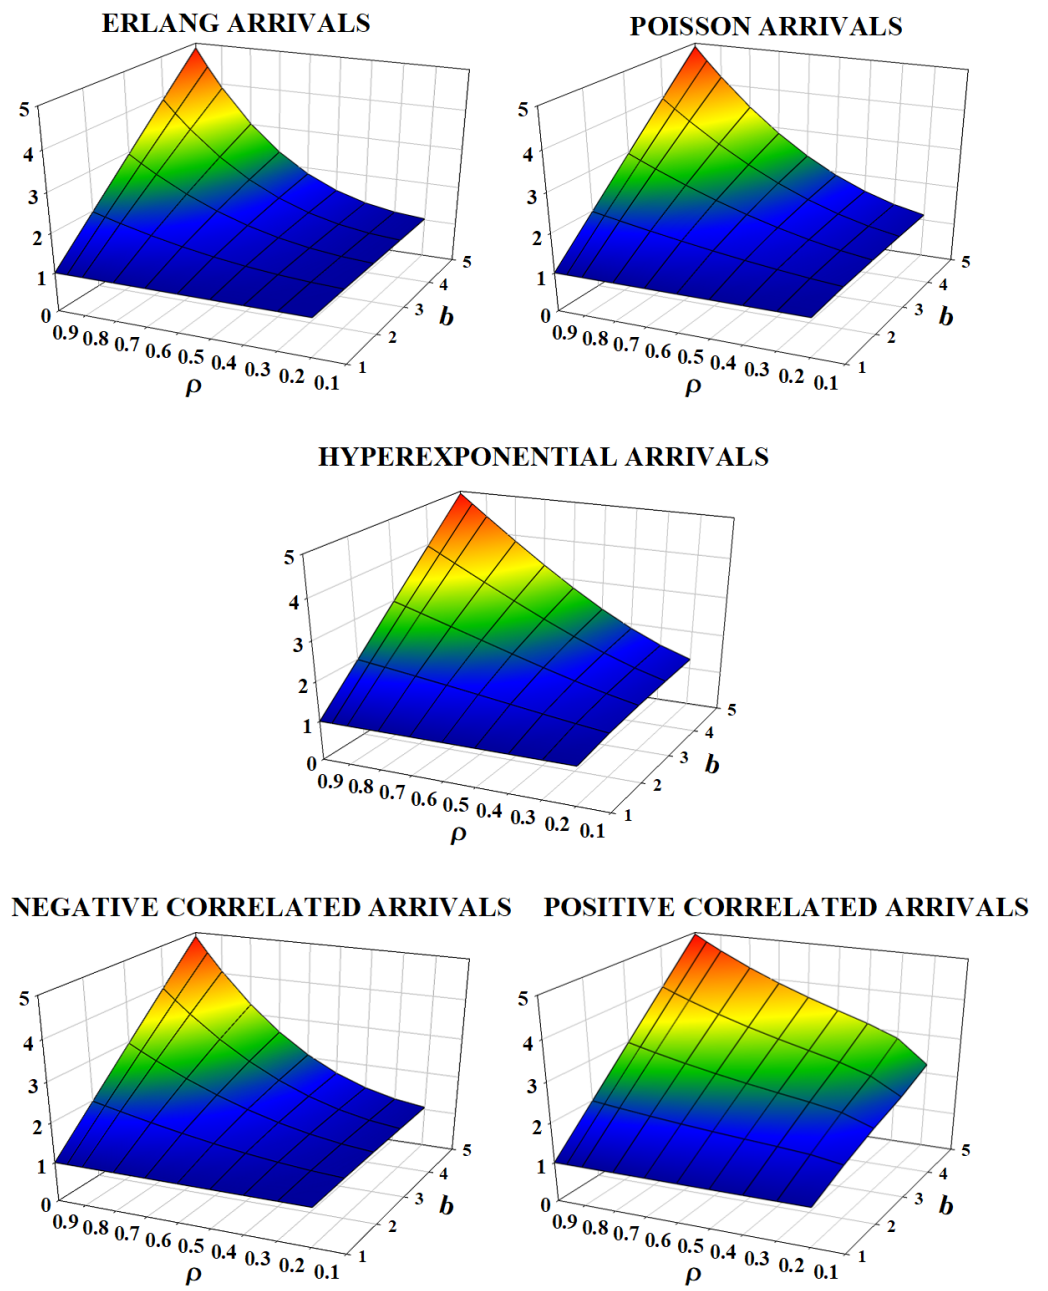 ERLANG ARRIVALS
5
4
3
2
1
0
0.9 0.8 0.7 0.6 0.5 0.4 0.3 0.2 0.1
ρ
1
2
3
4
5
b
POISSON ARRIVALS
5
4
3
2
1
0
0.9 0.8 0.7 0.6 0.5 0.4 0.3 0.2 0.1
ρ
1
2
3
4
5
b
HYPEREXPONENTIAL ARRIVALS
5
4
3
2
1
0
0.9 0.8 0.7 0.6 0.5 0.4 0.3 0.2 0.1
ρ
1
2
3
4
5
b
NEGATIVE CORRELATED ARRIVALS
5
4
3
2
1
0
0.9 0.8 0.7 0.6 0.5 0.4 0.3 0.2 0.1
ρ
1
2
3
4
5
b
POSITIVE CORRELATED ARRIVALS
5
4
3
2
1
0
0.9 0.8 0.7 0.6 0.5 0.4 0.3 0.2 0.1
ρ
1
2
3
4
5
b